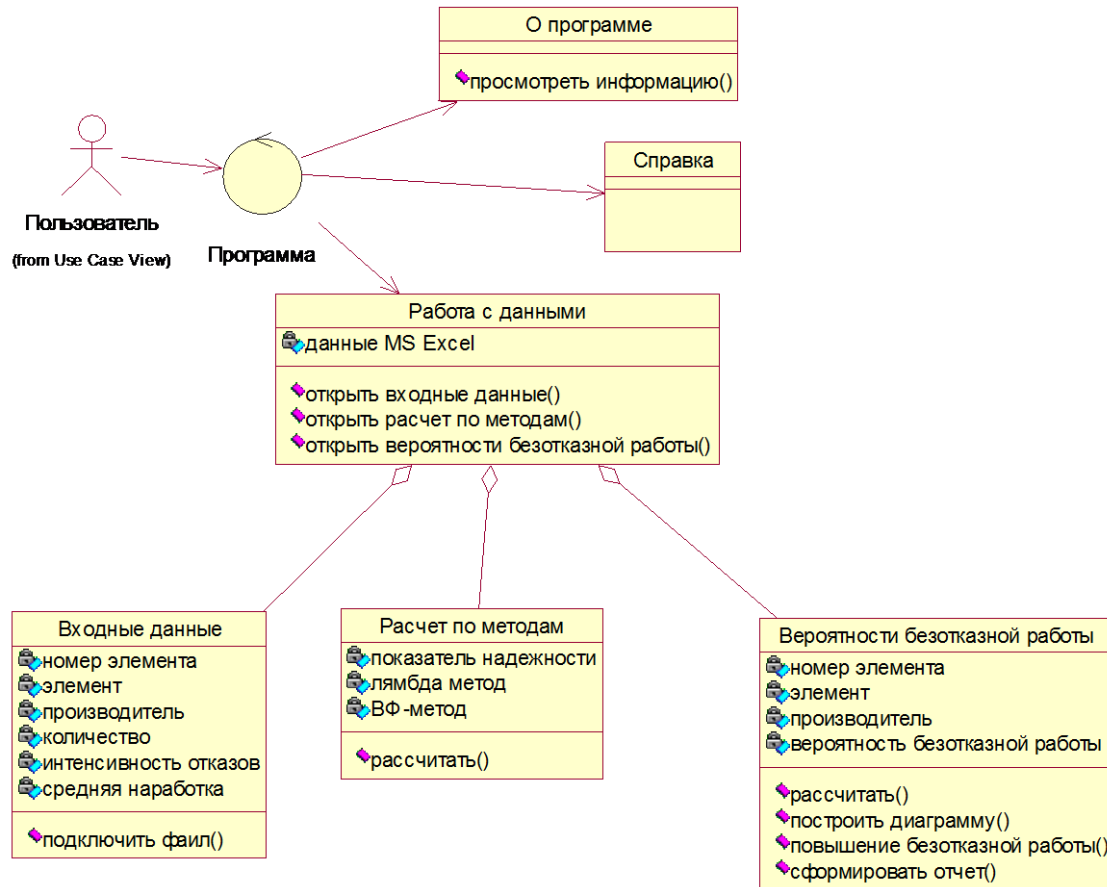 О программе
просмотреть информацию()
Справка
Пользователь
(from Use Case View)
Программа
Работа с данными
данные MS Excel
открыть входные данные()
открыть расчет по методам()
открыть вероятности безотказной работы()
Входные данные
номер элемента
элемент
производитель
количество
интенсивность отказов
средняя наработка
подключить фаил()
Расчет по методам
показатель надежности
лямбда метод
ВФ-метод
рассчитать()
Вероятности безотказной работы
номер элемента
элемент
производитель
вероятность безотказной работы
рассчитать()
построить диаграмму()
повышение безотказной работы()
сформировать отчет()